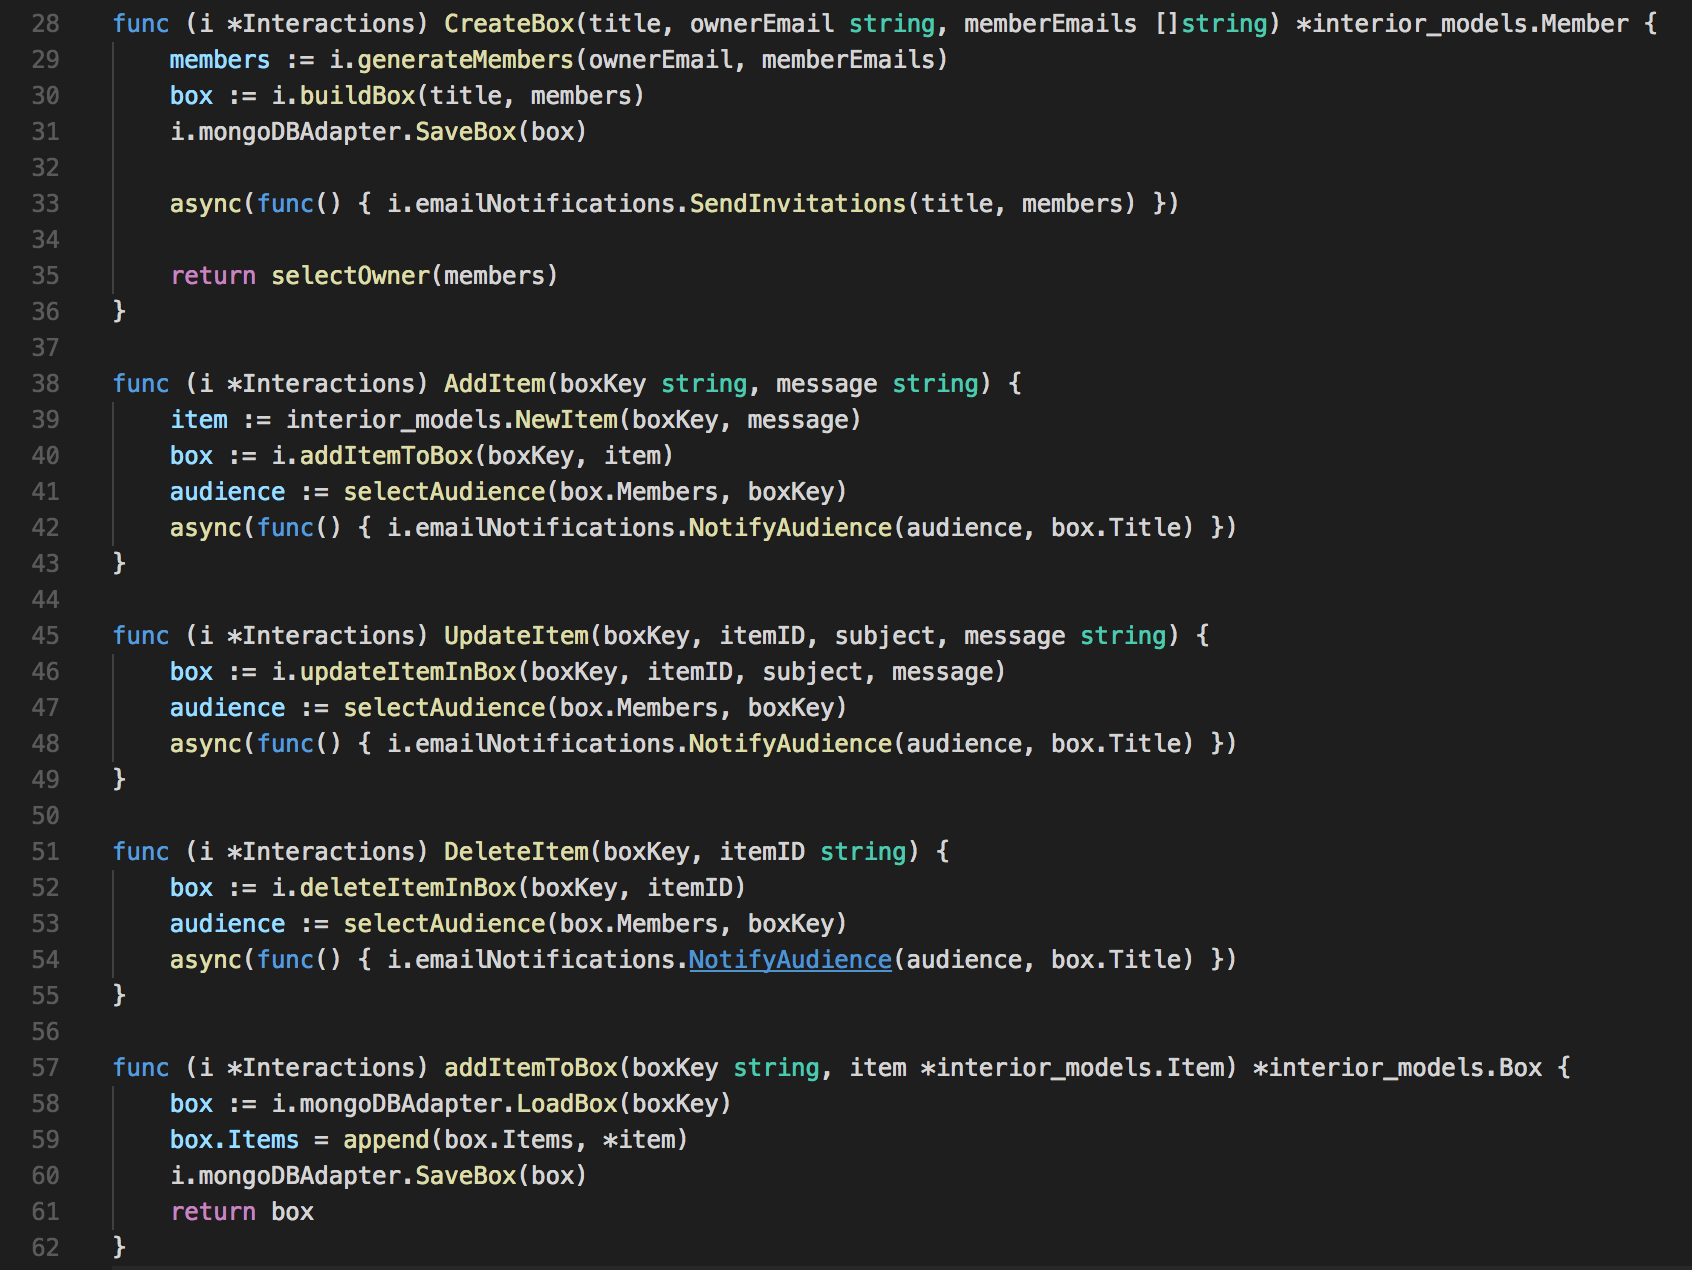 28 func (i *Interactions) CreateBox(title, ownerEmail string, memberEmails []string) *interior_models.Member {
29     members := i.generateMembers(ownerEmail, memberEmails)
30     box := i.buildBox(title, members)
31     i.mongoDBAdapter.SaveBox(box)
32
33     async(func() { i.emailNotifications.SendInvitations(title, members) })
34
35     return selectOwner(members)
36 }
37
38 func (i *Interactions) AddItem(boxKey string, message string) {
39     item := interior_models.NewItem(boxKey, message)
40     box := i.addItemToBox(boxKey, item)
41     audience := selectAudience(box.Members, boxKey)
42     async(func() { i.emailNotifications.NotifyAudience(audience, box.Title) })
43 }
44
45 func (i *Interactions) UpdateItem(boxKey, itemID, subject, message string) {
46     box := i.updateItemInBox(boxKey, itemID, subject, message)
47     audience := selectAudience(box.Members, boxKey)
48     async(func() { i.emailNotifications.NotifyAudience(audience, box.Title) })
49 }
50
51 func (i *Interactions) DeleteItem(boxKey, itemID string) {
52     box := i.deleteItemInBox(boxKey, itemID)
53     audience := selectAudience(box.Members, boxKey)
54     async(func() { i.emailNotifications.NotifyAudience(audience, box.Title) })
55 }
56
57 func (i *Interactions) addItemToBox(boxKey string, item *interior_models.Item) *interior_models.Box {
58     box := i.mongoDBAdapter.LoadBox(boxKey)
59     box.Items = append(box.Items, *item)
60     i.mongoDBAdapter.SaveBox(box)
61     return box
62 }